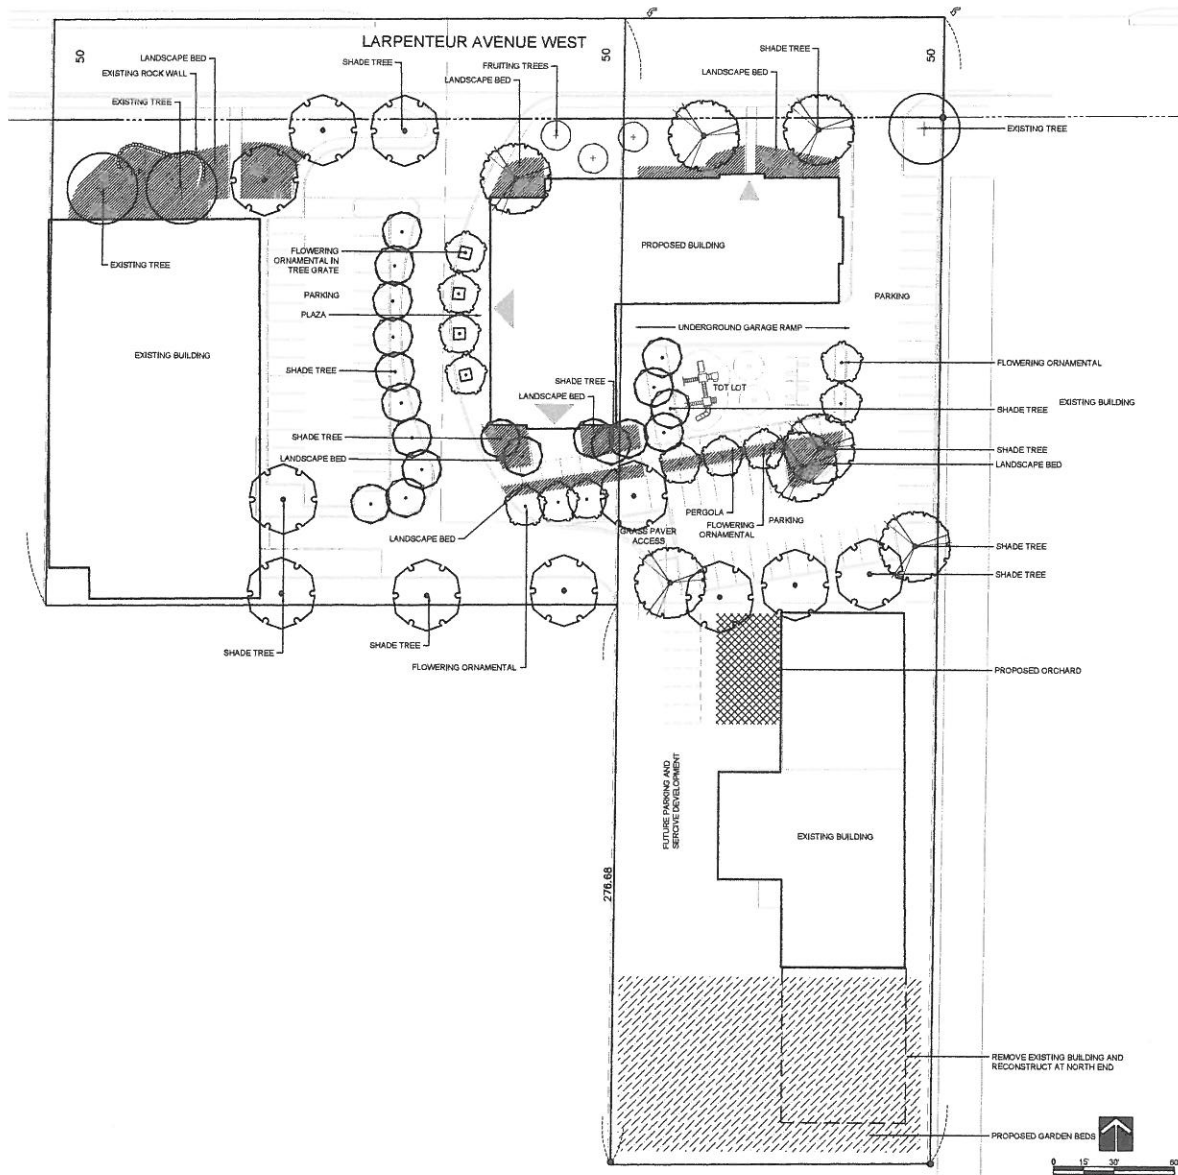 LARPENTEUR AVENUE WEST
50
50
50
LANDSCAPE BED
EXISTING ROCK WALL
EXISTING TREE
SHADE TREE
FRUITING TREES
LANDSCAPE BED
SHADE TREE
LANDSCAPE BED
EXISTING TREE
EXISTING TREE
FLOWERING
ORNAMENTAL IN
TREE GRATE
PARKING
PLAZA
EXISTING BUILDING
SHADE TREE
PROPOSED BUILDING
PARKING
UNDERGROUND GARAGE RAMP
SHADE TREE
LANDSCAPE BED
TOT LOT
FLOWERING ORNAMENTAL
EXISTING BUILDING
SHADE TREE
SHADE TREE
LANDSCAPE BED
SHADE TREE
LANDSCAPE BED
LANDSCAPE BED
GRASS PAVER
ACCESS
PERGOLA
FLOWERING
ORNAMENTAL
PARKING
SHADE TREE
SHADE TREE
SHADE TREE
SHADE TREE
FLOWERING ORNAMENTAL
PROPOSED ORCHARD
FUTURE PARKING AND
SERCIVE DEVELOPMENT
EXISTING BUILDING
276.68
REMOVE EXISTING BUILDING AND
RECONSTRUCT AT NORTH END
PROPOSED GARDEN BEDS
0 15' 30' 60